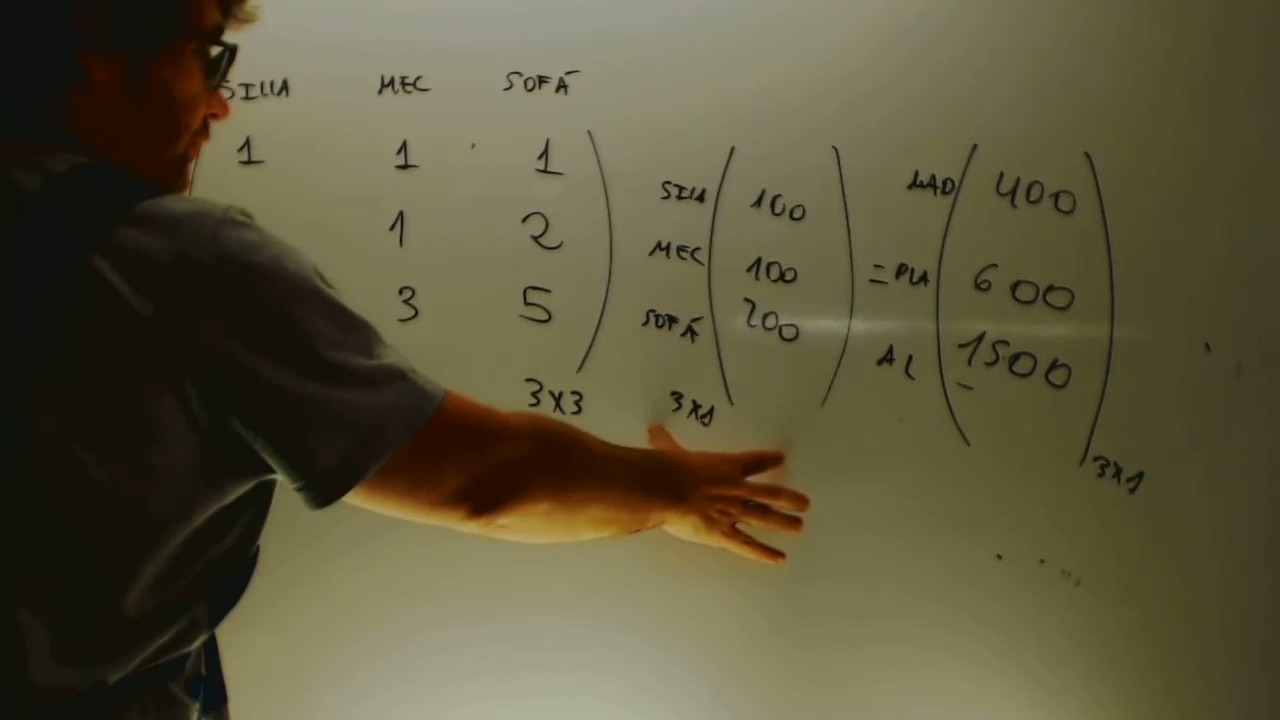 SILLA MEC SOFÁ
1 1 1
1 2
3 5
3x3
SILLA 100
MEC 100
SOFÁ 200
3x1
= MAD 400
PLA 600
AL 1500
3x1